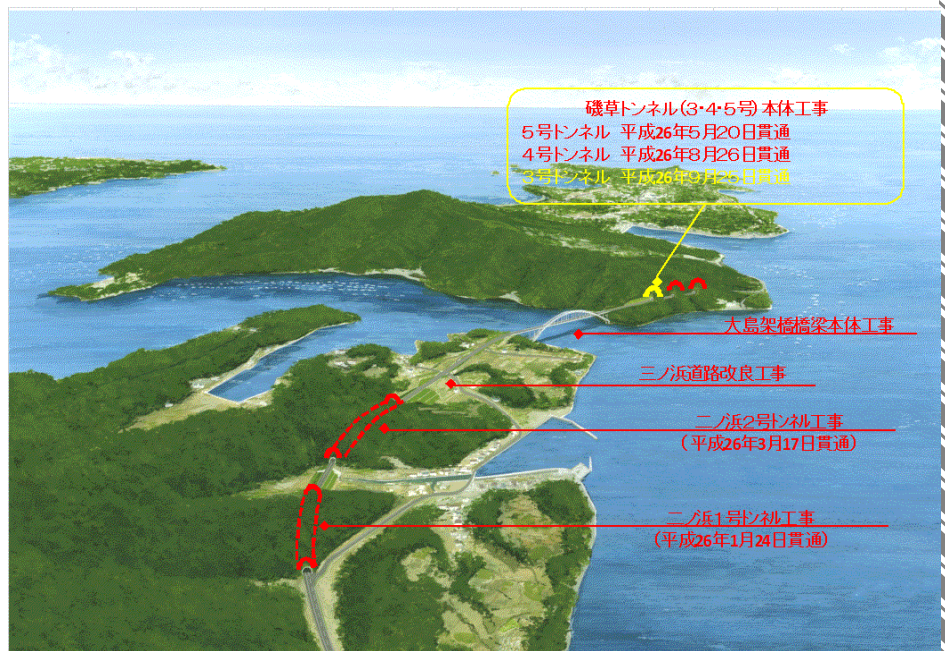 磯草トンネル(3・4・5号)本体工事
5号トンネル 平成26年5月20日貫通
4号トンネル 平成26年8月26日貫通
3号トンネル 平成26年9月25日貫通
大島架橋橋梁本体工事
三ノ浜道路改良工事
二ノ浜2号トンネル工事
(平成26年3月17日貫通)
二ノ浜1号トンネル工事
(平成26年1月24日貫通)